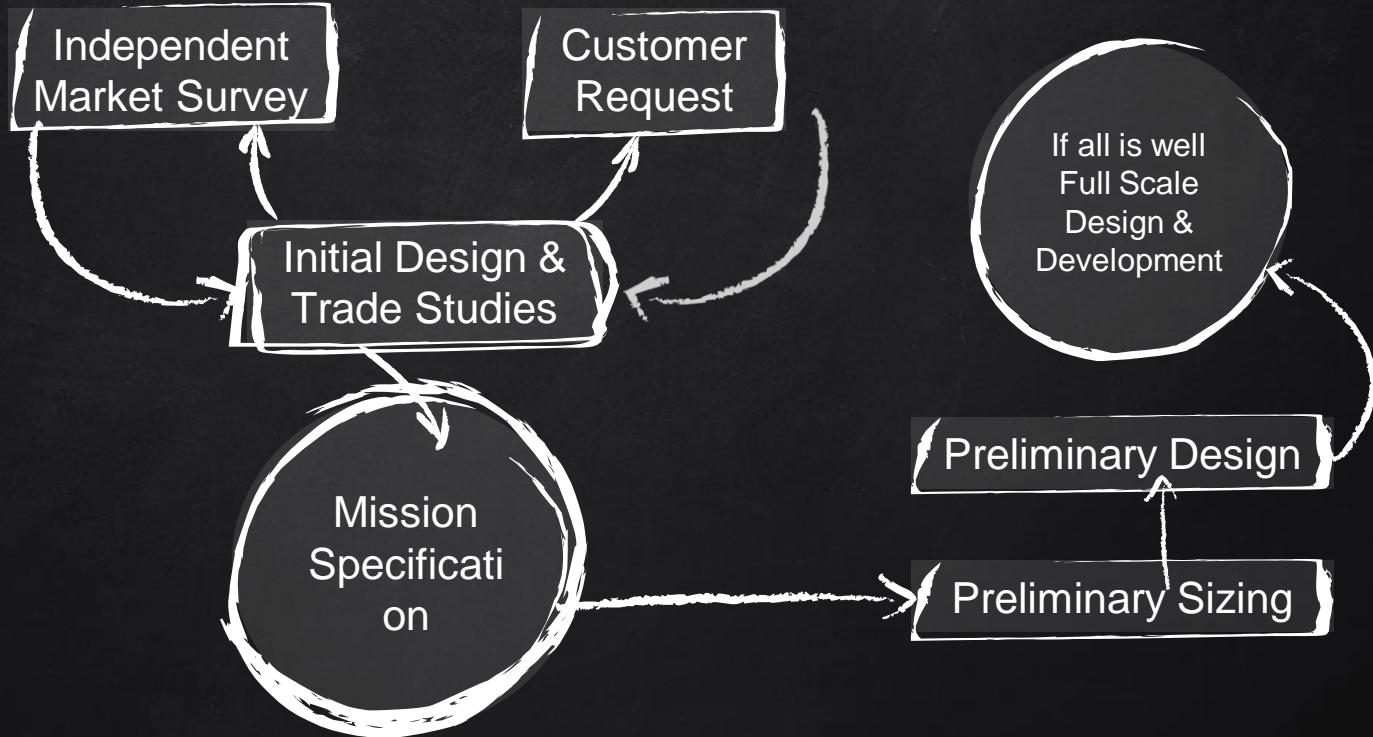 Independent
Market Survey
Customer
Request
Initial Design &
Trade Studies
Mission
Specificati
on
Preliminary Sizing
Preliminary Design
If all is well
Full Scale
Design &
Development